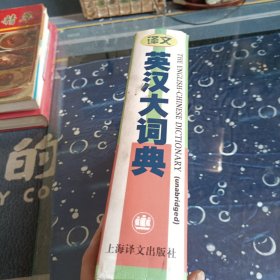 译文
英汉大词典
THE ENGLISH-CHINESE DICTIONARY
(unabridged)
上海译文出版社
的